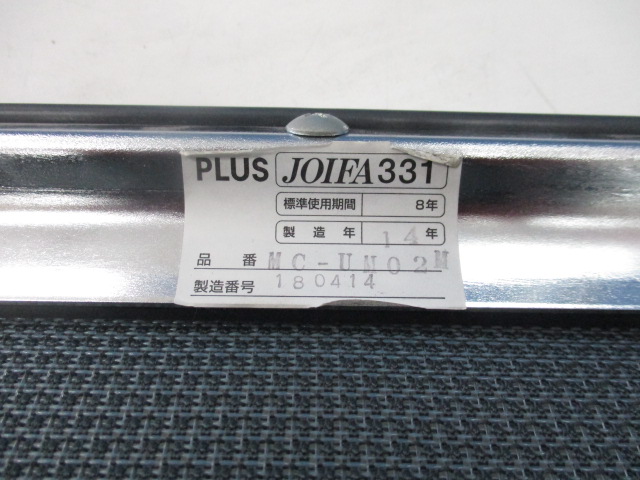 PLUS JOIFA331
標準使用期間 8年
製造年 14年
品番 MC-UN02M
製造番号 180414